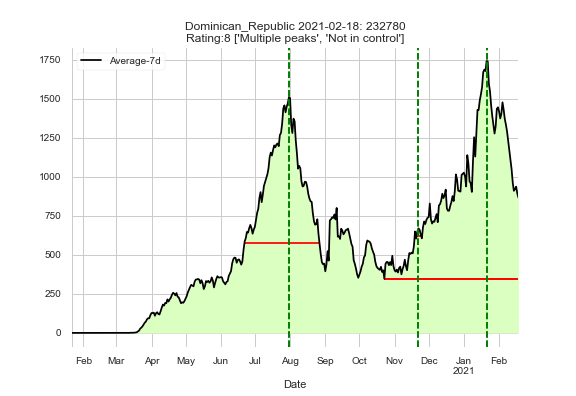 Dominican_Republic 2021-02-18: 232780
Rating:8 ['Multiple peaks', 'Not in control']
Average-7d
1750
1500
1250
1000
750
500
250
0
Feb Mar Apr May Jun Jul Aug Sep Oct Nov Dec Jan Feb
2021
Date